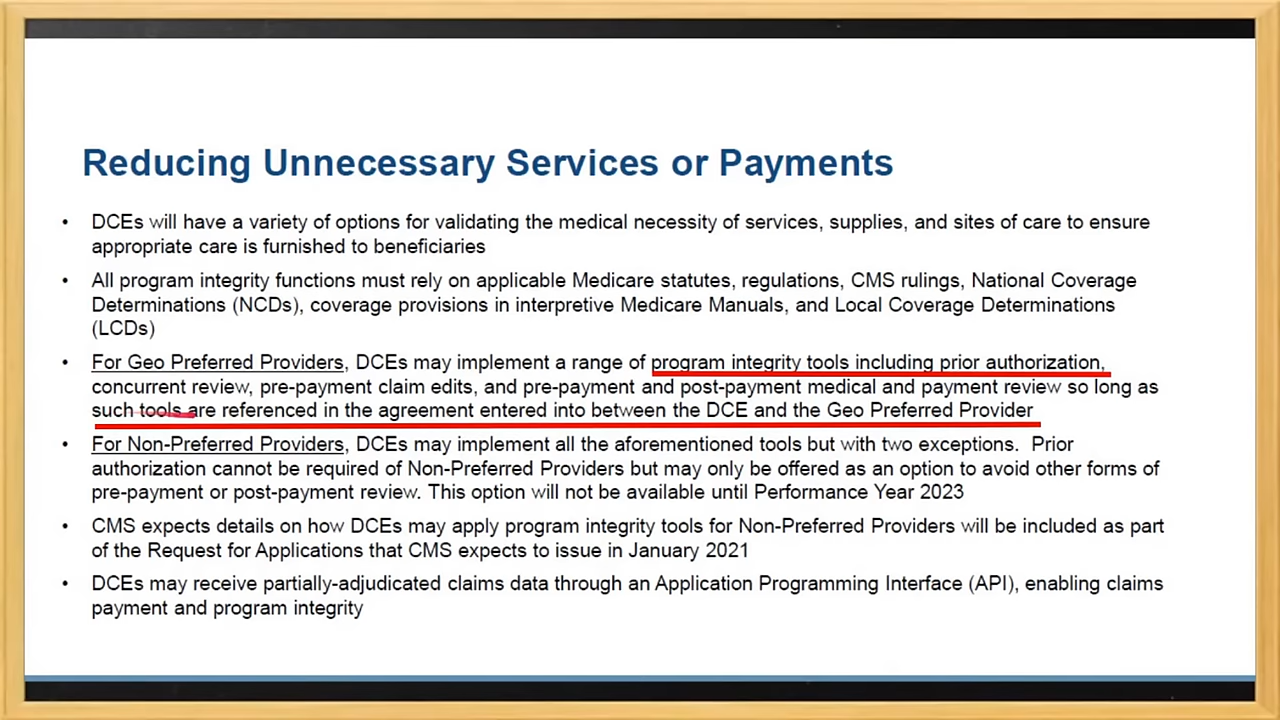 Reducing Unnecessary Services or Payments
• DCEs will have a variety of options for validating the medical necessity of services, supplies, and sites of care to ensure
appropriate care is furnished to beneficiaries
• All program integrity functions must rely on applicable Medicare statutes, regulations, CMS rulings, National Coverage
Determinations (NCDs), coverage provisions in interpretive Medicare Manuals, and Local Coverage Determinations
(LCDs)
• For Geo Preferred Providers, DCEs may implement a range of program integrity tools including prior authorization,
concurrent review, pre-payment claim edits, and pre-payment and post-payment medical and payment review so long as
such tools are referenced in the agreement entered into between the DCE and the Geo Preferred Provider
• For Non-Preferred Providers, DCEs may implement all the aforementioned tools but with two exceptions. Prior
authorization cannot be required of Non-Preferred Providers but may only be offered as an option to avoid other forms of
pre-payment or post-payment review. This option will not be available until Performance Year 2023
• CMS expects details on how DCEs may apply program integrity tools for Non-Preferred Providers will be included as part
of the Request for Applications that CMS expects to issue in January 2021
• DCEs may receive partially-adjudicated claims data through an Application Programming Interface (API), enabling claims
payment and program integrity